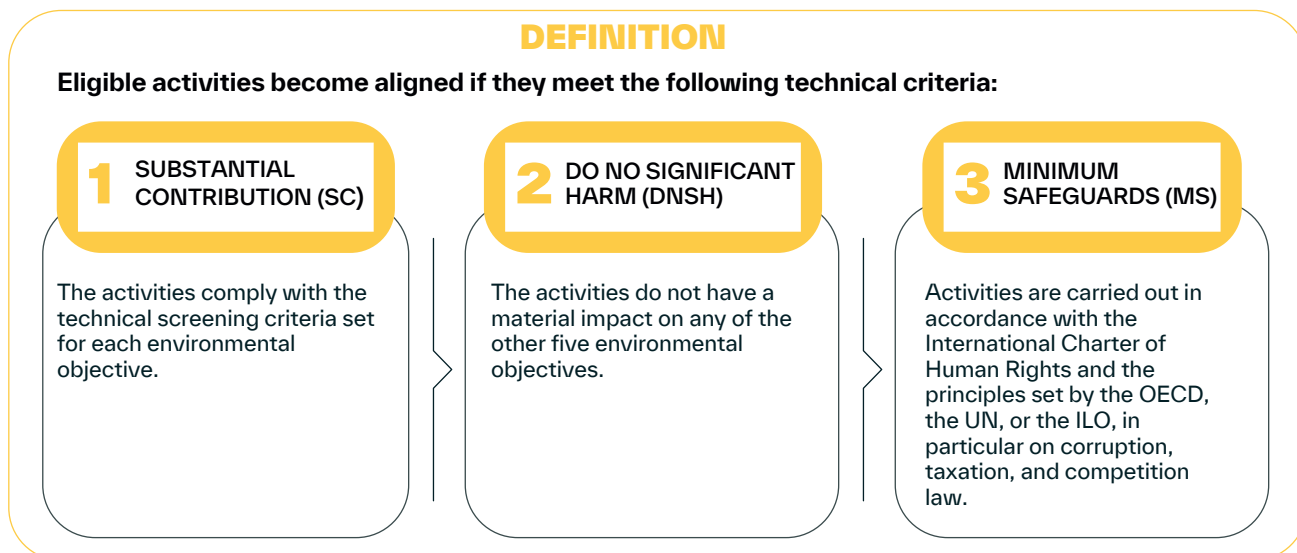 DEFINITION
Eligible activities become aligned if they meet the following technical criteria:
1 SUBSTANTIAL
CONTRIBUTION (SC)
The activities comply with the
technical screening criteria set
for each environmental
objective.
2 DO NO SIGNIFICANT
HARM (DNSH)
The activities do not have a
material impact on any of the
other five environmental
objectives.
3 MINIMUM
SAFEGUARDS (MS)
Activities are carried out in
accordance with the
International Charter of
Human Rights and the
principles set by the OECD,
the UN, or the ILO, in
particular on corruption,
taxation, and competition
law.